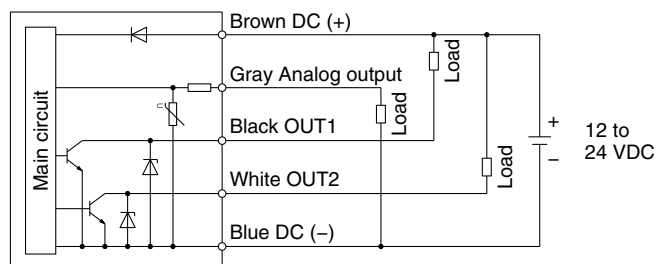 Brown DC (+)
Gray Analog output
Black OUT1
White OUT2
Blue DC (−)
Main circuit
Load
Load
Load
+
−
12 to
24 VDC